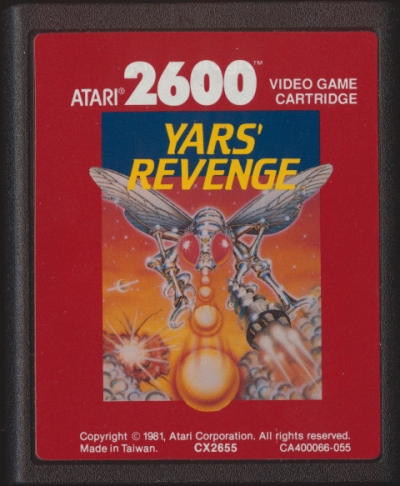 ATARI® 2600™ VIDEO GAME
CARTRIDGE
YARS'
REVENGE
Copyright © 1981, Atari Corporation. All rights reserved.
Made in Taiwan. CX2655 CA400066-055